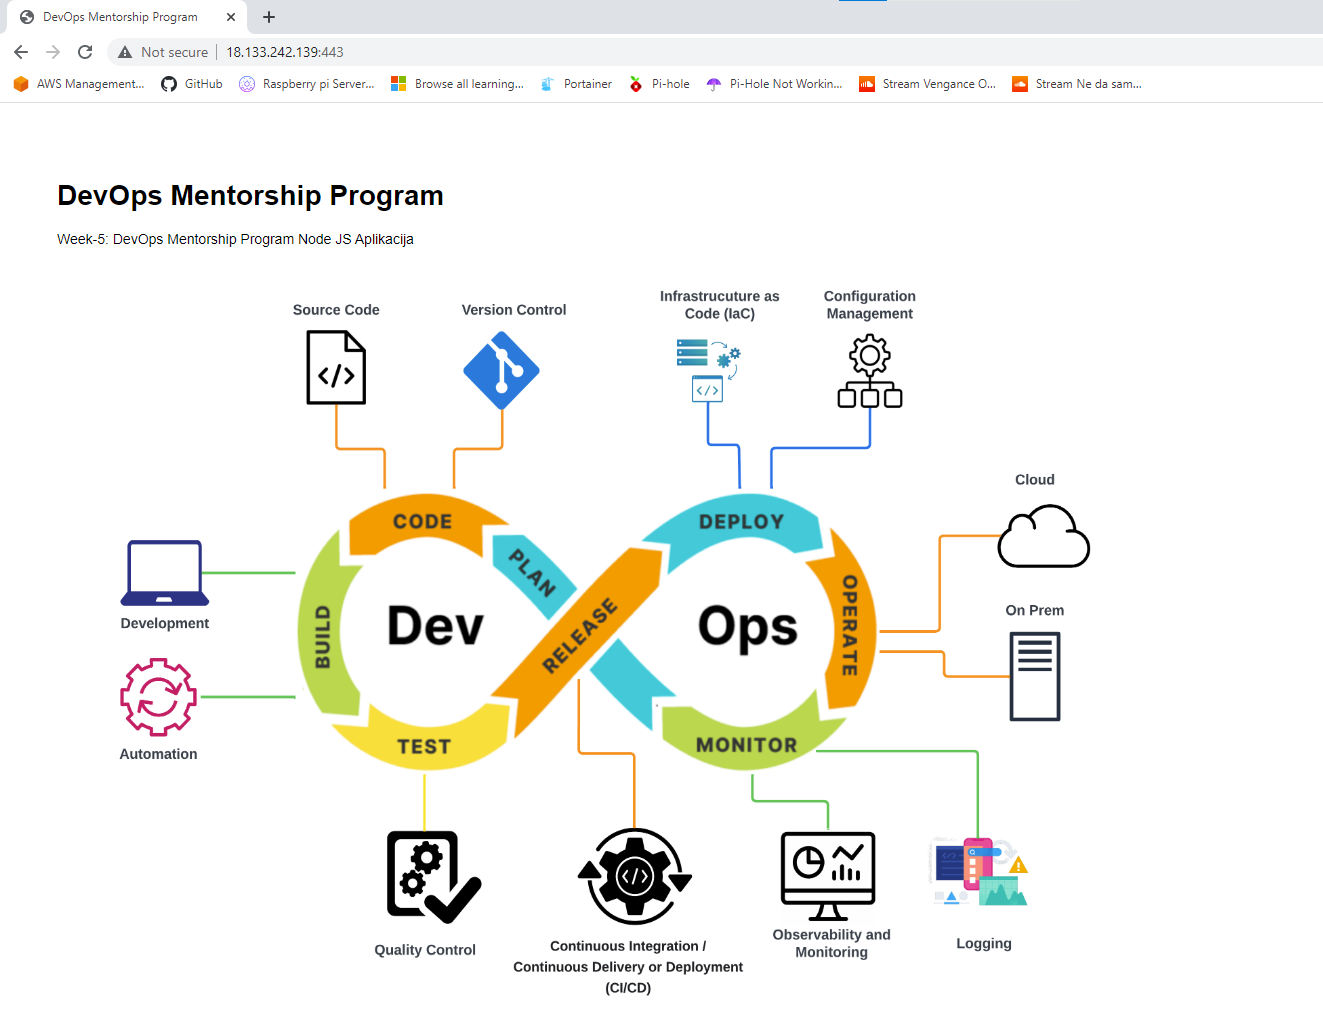 DevOps Mentorship Program
Not secure
18.133.242.139:443
AWS Management...
GitHub
Raspberry pi Server...
Browse all learning...
Portainer
Pi-hole
Pi-Hole Not Workin...
Stream Vengance O...
Stream Ne da sam...
DevOps Mentorship Program
Week-5: DevOps Mentorship Program Node JS Aplikacija
Source Code
Version Control
Infrastrucuture as
Code (IaC)
Configuration
Management
Cloud
On Prem
Development
Automation
CODE
PLAN
BUILD
Dev
RELEASE
TEST
DEPLOY
OPERATE
Ops
MONITOR
Quality Control
Continuous Integration /
Continuous Delivery or Deployment
(CI/CD)
Observability and
Monitoring
Logging